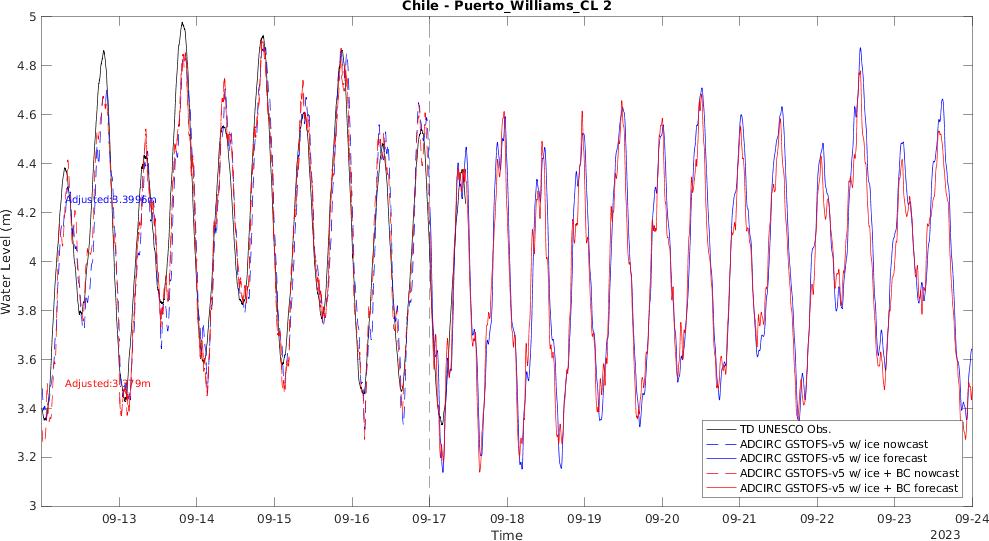 Chile - Puerto_Williams_CL 2
5
4.8
4.6
4.4
4.2
4
3.8
3.6
3.4
3.2
3
Water Level (m)
Adjusted:3.3996m
Adjusted:3.379m
09-13
09-14
09-15
09-16
09-17
09-18
09-19
09-20
09-21
09-22
09-23
09-24
Time
2023
TD UNESCO Obs.
ADCIRC GSTOFS-v5 w/ ice nowcast
ADCIRC GSTOFS-v5 w/ ice forecast
ADCIRC GSTOFS-v5 w/ ice + BC nowcast
ADCIRC GSTOFS-v5 w/ ice + BC forecast